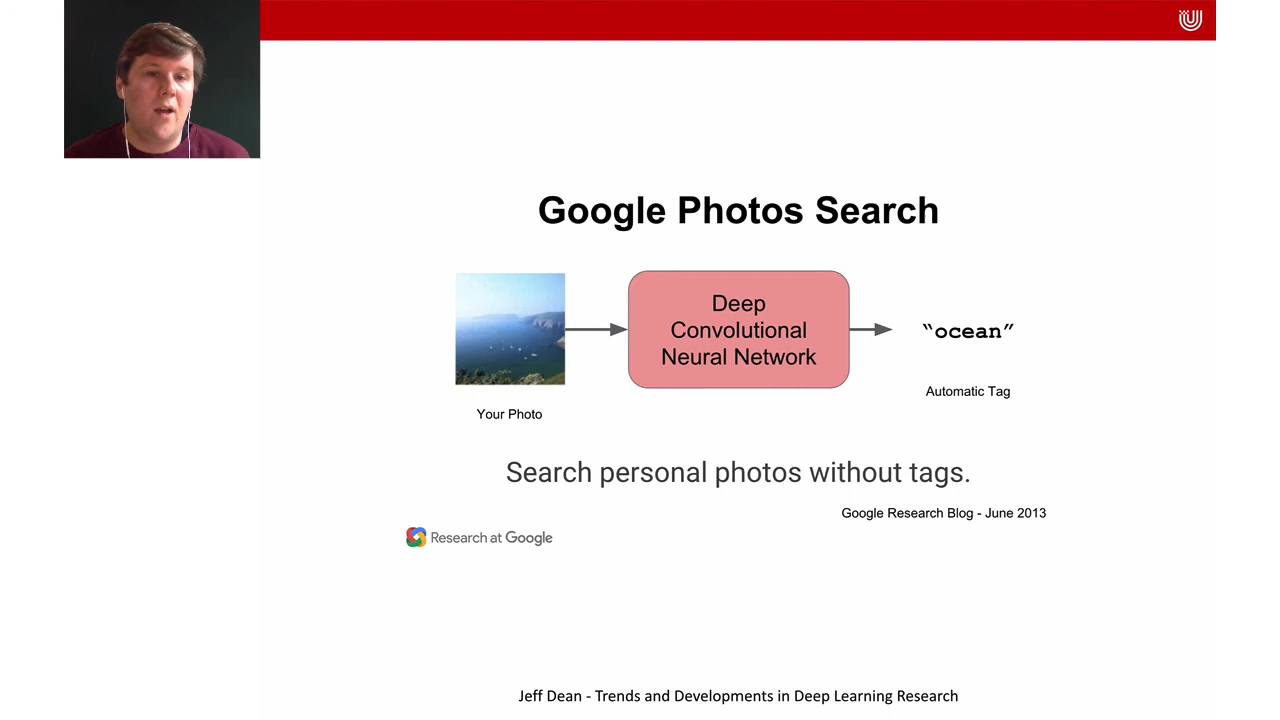 Google Photos Search
Deep
Convolutional
Neural Network
“ocean”
Automatic Tag
Your Photo
Search personal photos without tags.
Google Research Blog - June 2013
Research at Google
Jeff Dean - Trends and Developments in Deep Learning Research